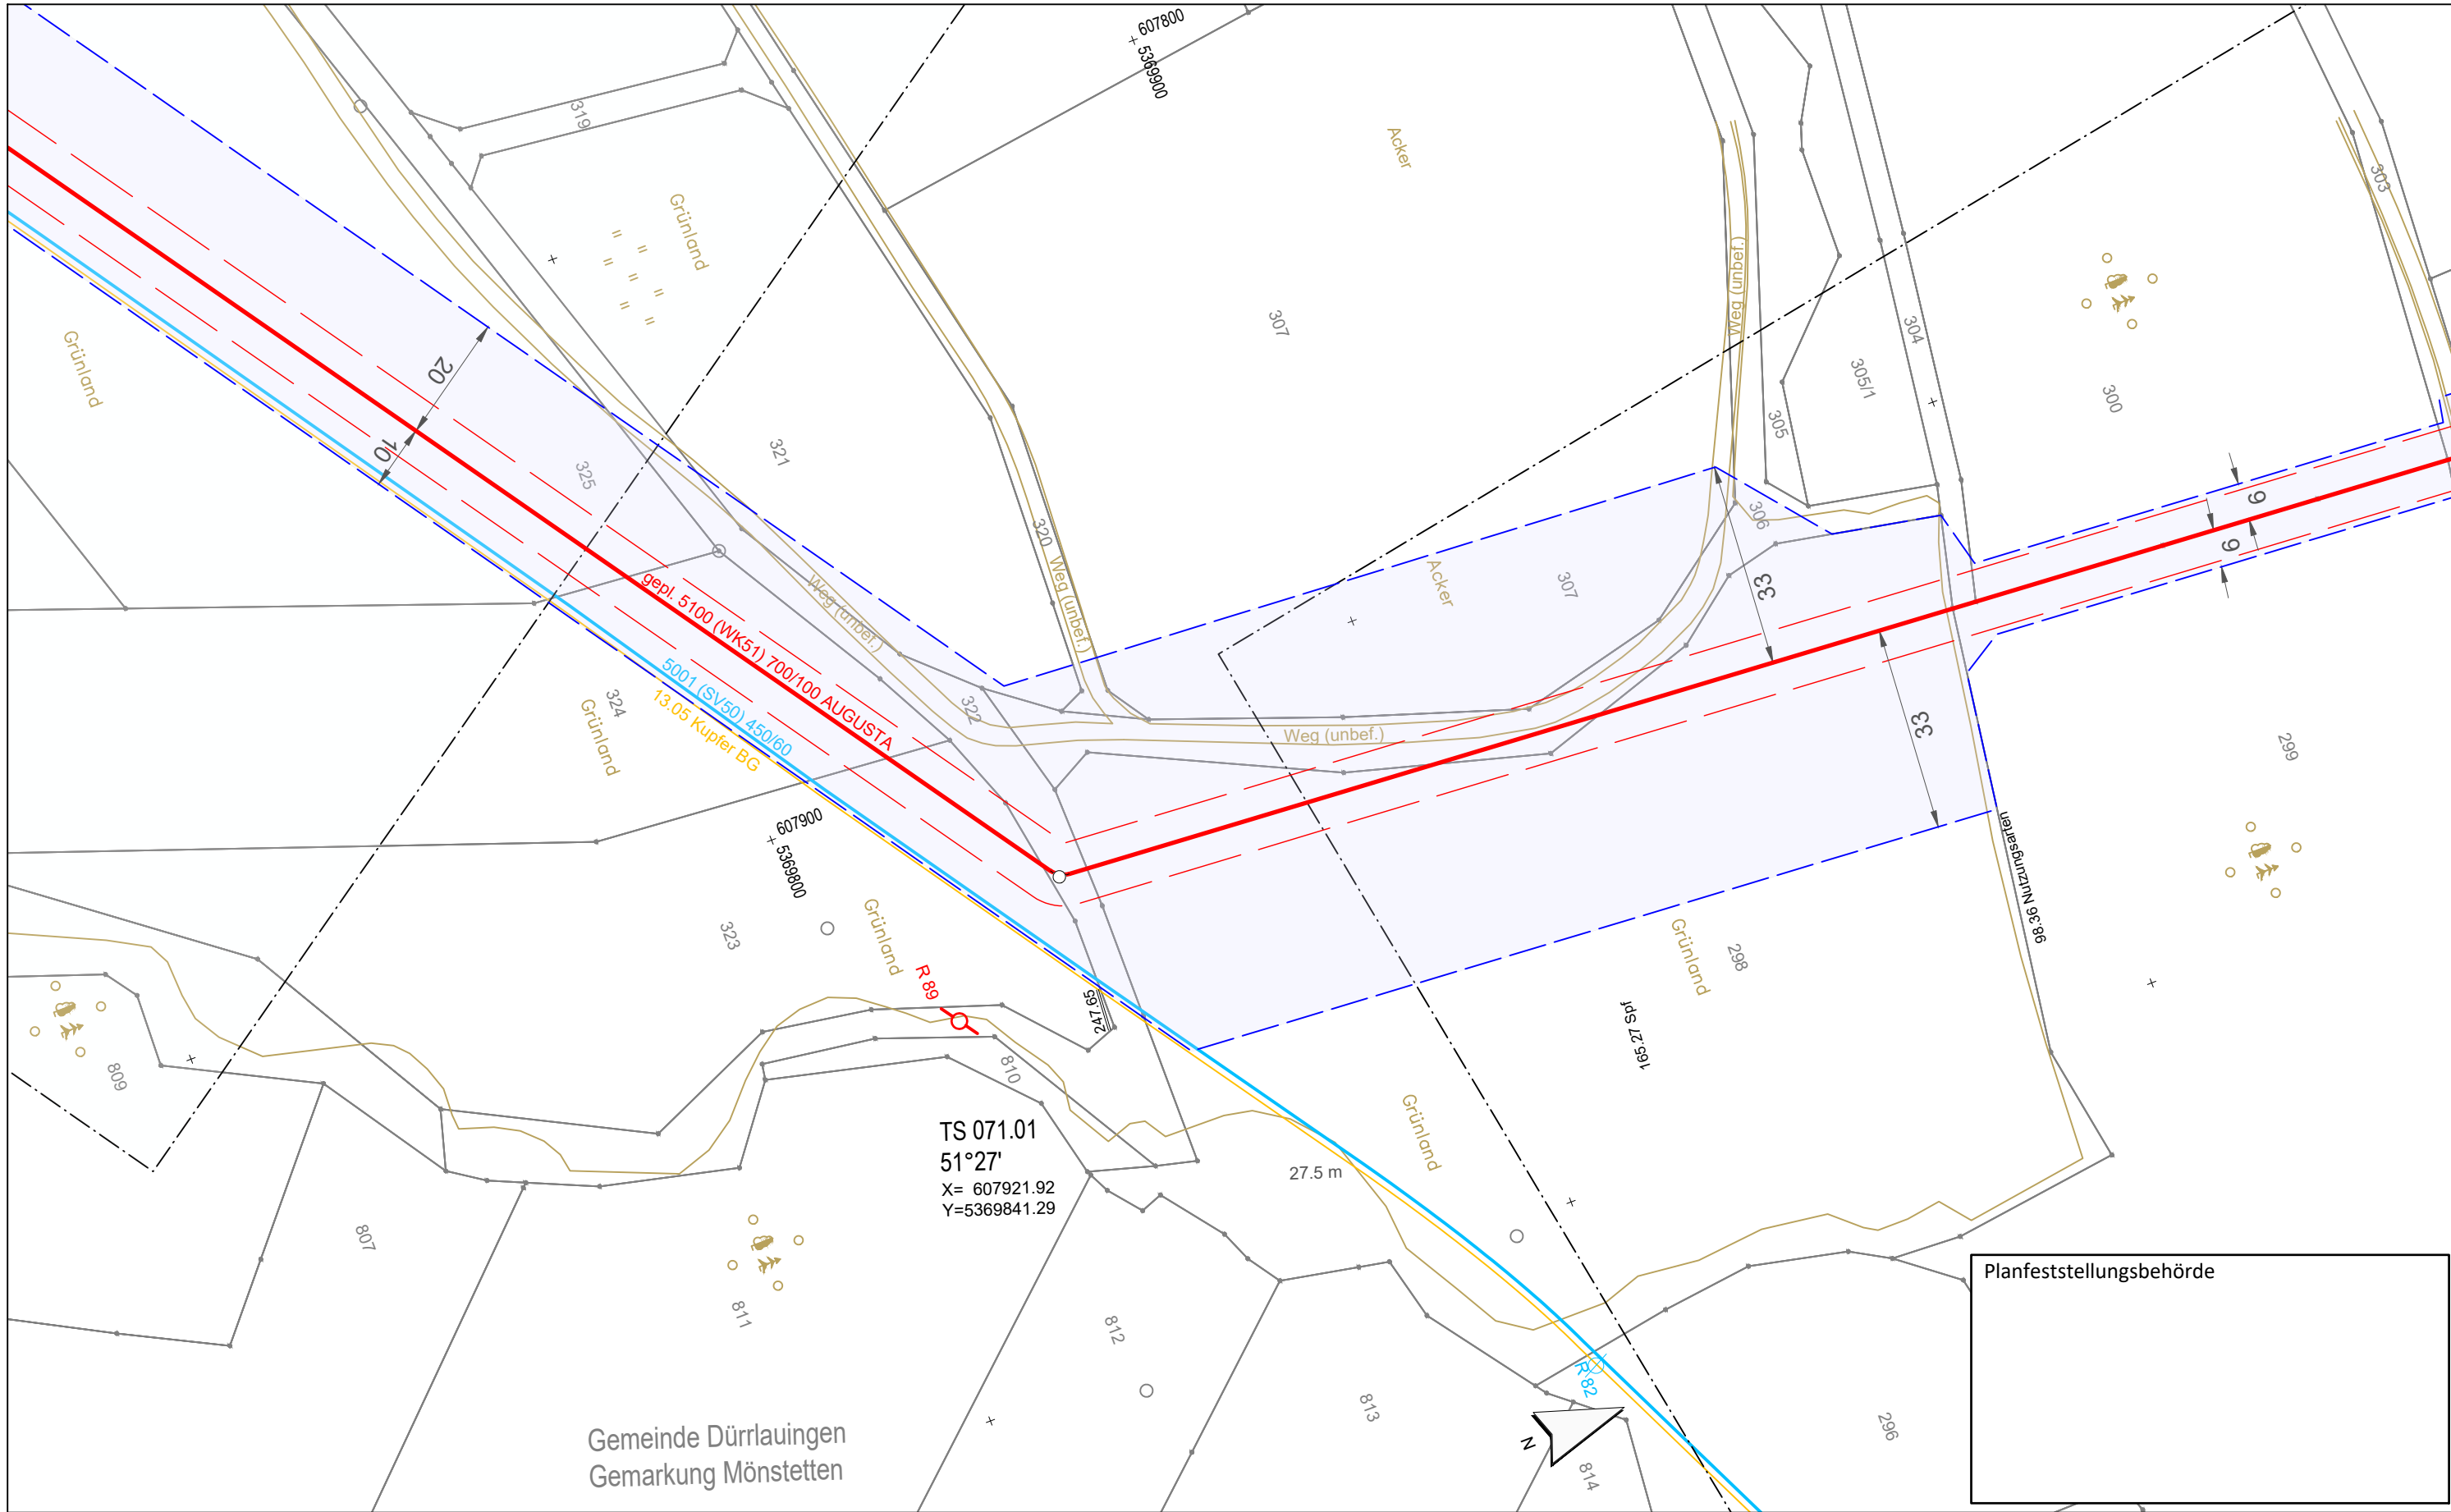 607800
5369900
319
Grünland
Acker
307
Weg (unbef.)
304
305/1
305
303
300
Grünland
20
10
325
321
320
Weg (unbef.)
Weg (unbef.)
322
gepl. 5100 (WK51) 700/100 AUGUSTA
5001 (SV50) 450/60
13.05 Kupfer BG
324
Grünland
Acker
307
306
33
33
6
6
Weg (unbef.)
299
98.36 Nutzungsarten
607900
5369800
323
Grünland
R 89
247.65
810
298
Grünland
165.27 Spf
809
TS 071.01
51°27'
X= 607921.92
Y=5369841.29
27.5 m
Grünland
807
811
812
813
R 82
N
814
296
Gemeinde Dürrlauingen
Gemarkung Mönstetten
Planfeststellungsbehörde